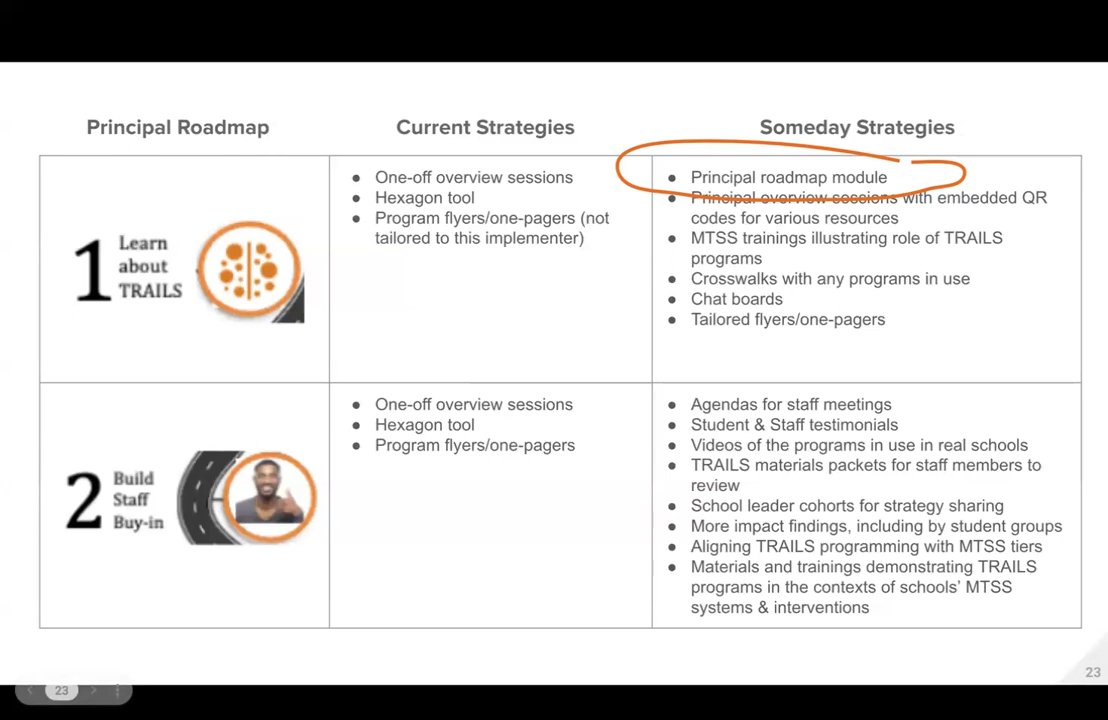 Principal Roadmap
Current Strategies
Someday Strategies
1 Learn
about
TRAILS
● One-off overview sessions
● Hexagon tool
● Program flyers/one-pagers (not
tailored to this implementer)
● Principal roadmap module
● Principal overview sessions with embedded QR
codes for various resources
● MTSS trainings illustrating role of TRAILS
programs
● Crosswalks with any programs in use
● Chat boards
● Tailored flyers/one-pagers
2 Build
Staff
Buy-in
● One-off overview sessions
● Hexagon tool
● Program flyers/one-pagers
● Agendas for staff meetings
● Student & Staff testimonials
● Videos of the programs in use in real schools
● TRAILS materials packets for staff members to
review
● School leader cohorts for strategy sharing
● More impact findings, including by student groups
● Aligning TRAILS programming with MTSS tiers
● Materials and trainings demonstrating TRAILS
programs in the contexts of schools’ MTSS
systems & interventions
23
23